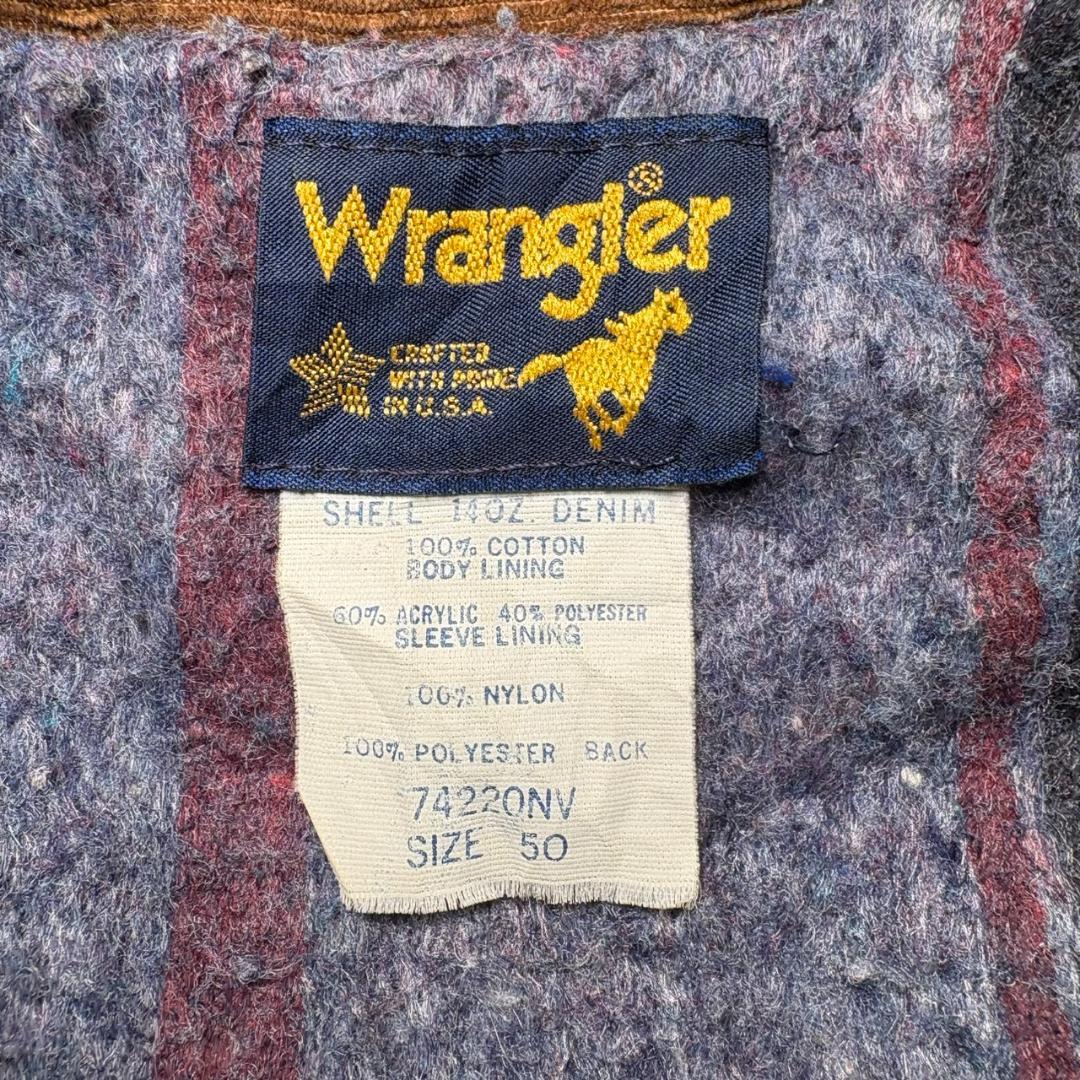 Wrangler®
CRAFTED
WITH PRIDE
IN U.S.A.
SHELL 14OZ. DENIM
100% COTTON
BODY LINING
60% ACRYLIC 40% POLYESTER
SLEEVE LINING
100% NYLON
100% POLYESTER BACK
74220NV
SIZE 50